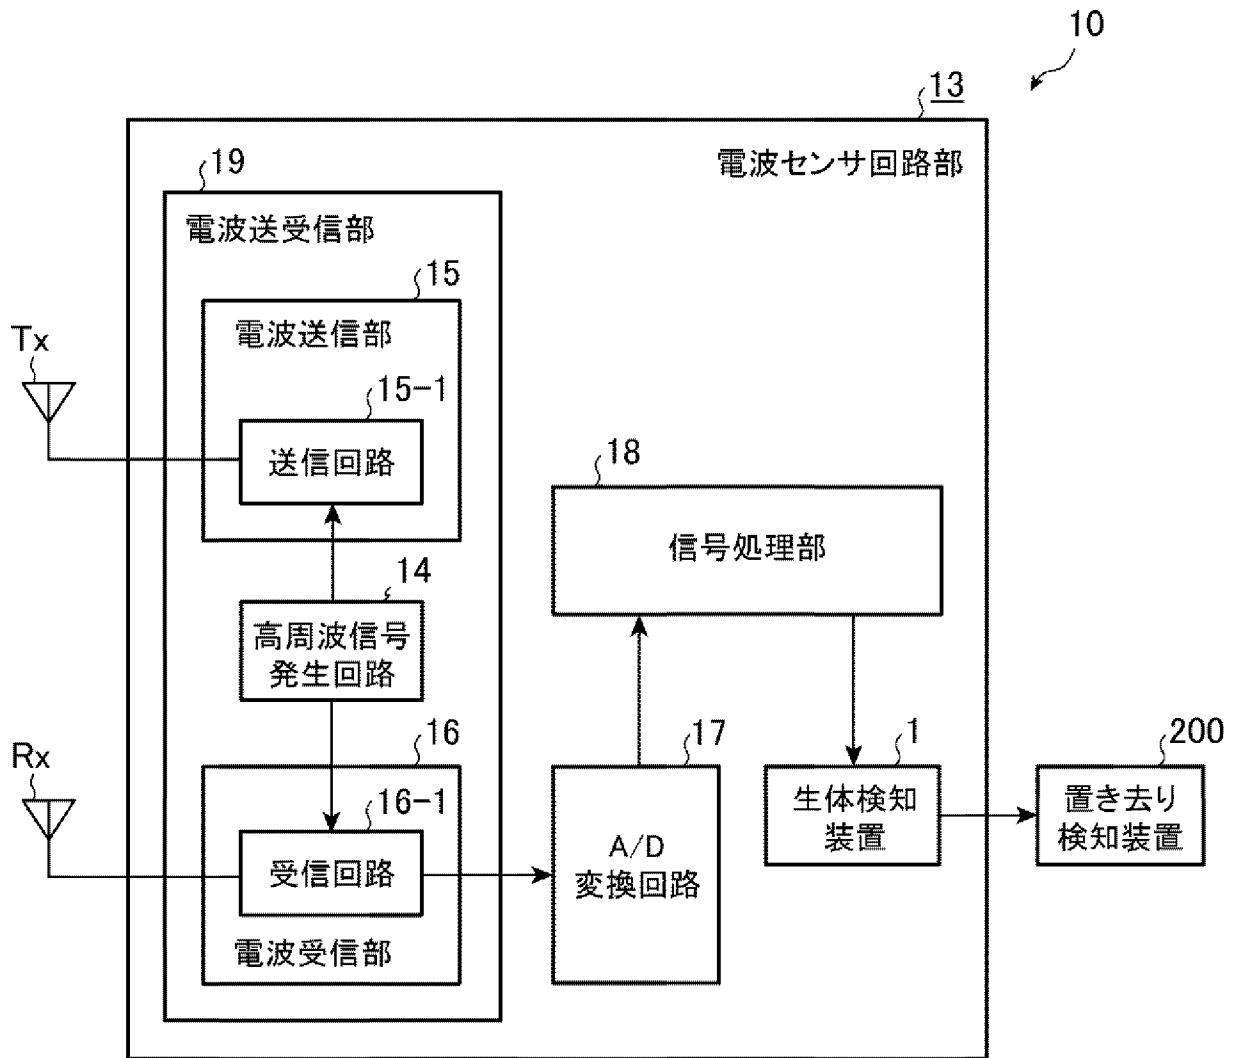 10
13
電波センサ回路部
19
電波送受信部
15
電波送信部
Tx
15-1
送信回路
18
信号処理部
14
高周波信号
発生回路
Rx
16
16-1
受信回路
電波受信部
17
A/D
変換回路
1
生体検知
装置
200
置き去り
検知装置